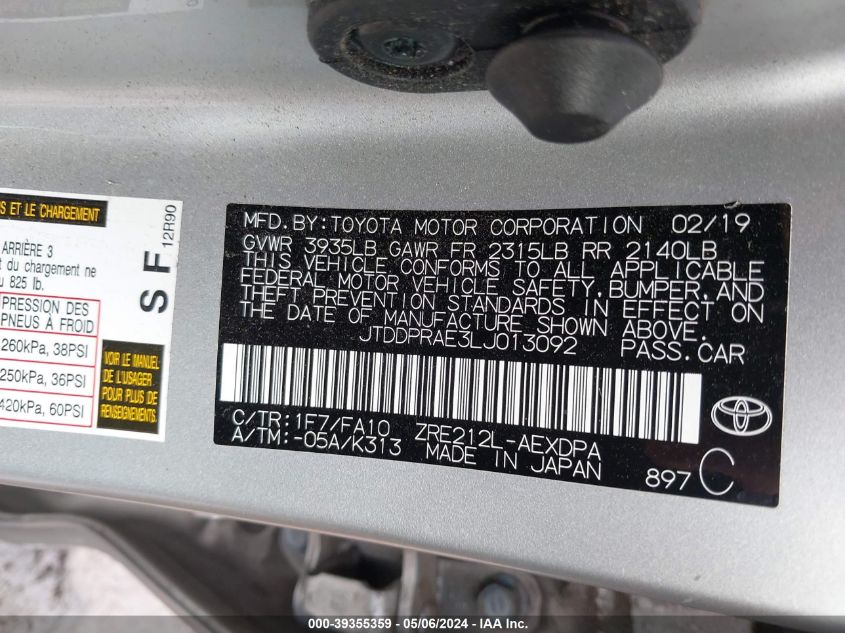 S ET LE CHARGEMENT
ARRIÈRE 3
t du chargement ne
u 825 lb.
PRESSION DES
PNEUS À FROID
260kPa, 38PSI
250kPa, 36PSI
420kPa, 60PSI
VOIR LE MANUEL
DE L'USAGER
POUR PLUS DE
RENSEIGNEMENTS.
S F
12R90
MFD. BY:TOYOTA MOTOR CORPORATION 02/19
GVWR 3935LB GAWR FR 2315LB RR 2140LB
THIS VEHICLE CONFORMS TO ALL APPLICABLE
FEDERAL MOTOR VEHICLE SAFETY, BUMPER, AND
THEFT PREVENTION STANDARDS IN EFFECT ON
THE DATE OF MANUFACTURE SHOWN ABOVE.
JTDDPRAE3LJ013092 PASS.CAR
C/TR:1F7/FA10 ZRE212L-AEXDPA
A/TM:-05A/K313 MADE IN JAPAN
897 C
000-39355359 - 05/06/2024 - IAA Inc.